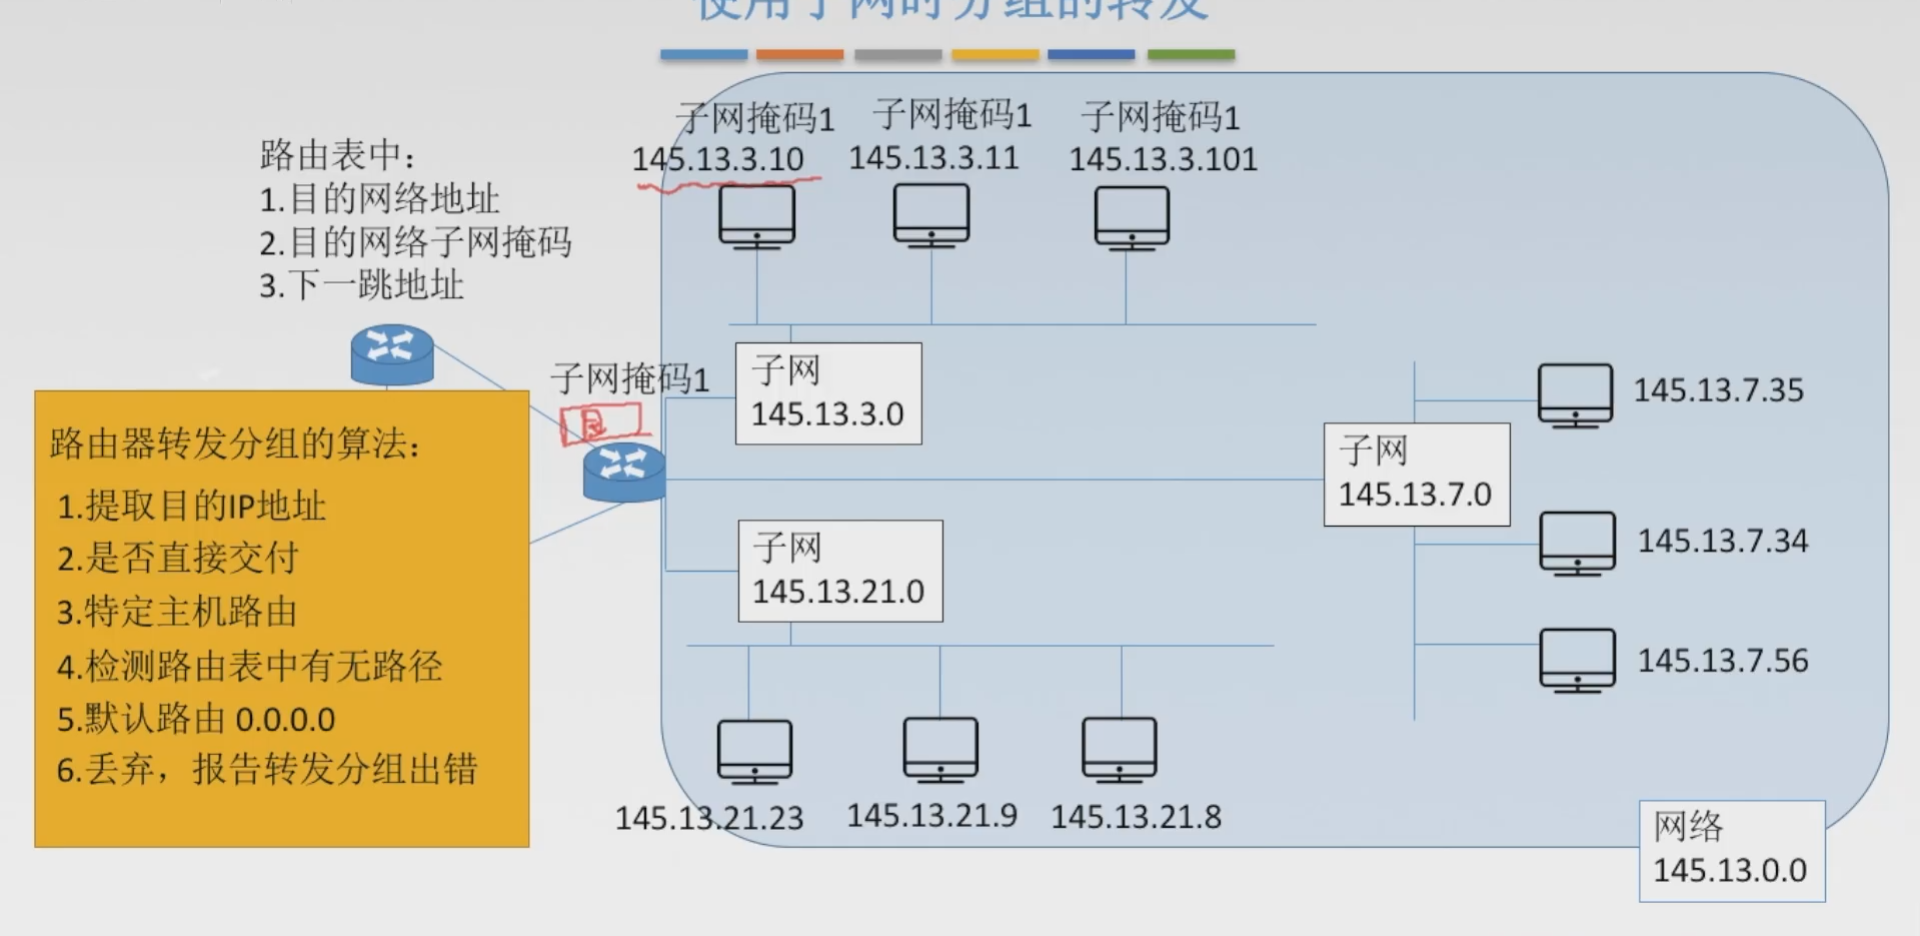 使用子网时分组的转发
子网掩码1
子网掩码1
子网掩码1
145.13.3.10
145.13.3.11
145.13.3.101
路由表中：
1.目的网络地址
2.目的网络子网掩码
3.下一跳地址
子网掩码1
子网
145.13.3.0
145.13.7.35
子网
145.13.7.0
路由器转发分组的算法：
1.提取目的IP地址
2.是否直接交付
3.特定主机路由
4.检测路由表中有无路径
5.默认路由 0.0.0.0
6.丢弃，报告转发分组出错
子网
145.13.21.0
145.13.7.34
145.13.7.56
145.13.21.23
145.13.21.9
145.13.21.8
网络
145.13.0.0